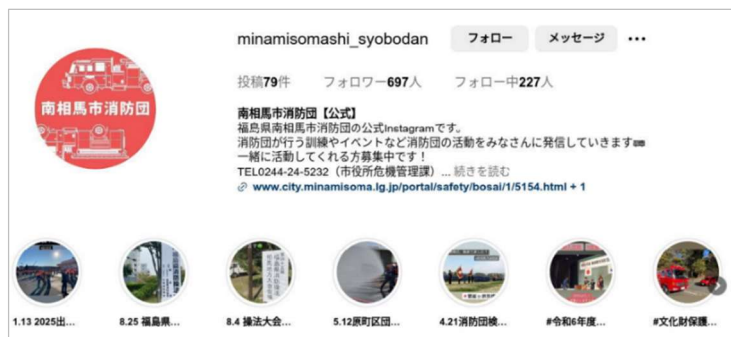 minamisomashi_syobodan
フォロー
メッセージ
投稿79件 フォロワー697人 フォロー中227人
南相馬市消防団
南相馬市消防団【公式】
福島県南相馬市消防団の公式Instagramです。
消防団が行う訓練やイベントなど消防団の活動をみなさんに発信していきます
一緒に活動してくれる方募集中です！
TEL0244-24-5232（市役所危機管理課）... 続きを読む
www.city.minamisoma.lg.jp/portal/safety/bosai/1/5154.html + 1
1.13 2025出...
8.25 福島県...
8.4 操法大会...
5.12原町区団...
4.21消防団検...
#令和6年度...
#文化財保護...